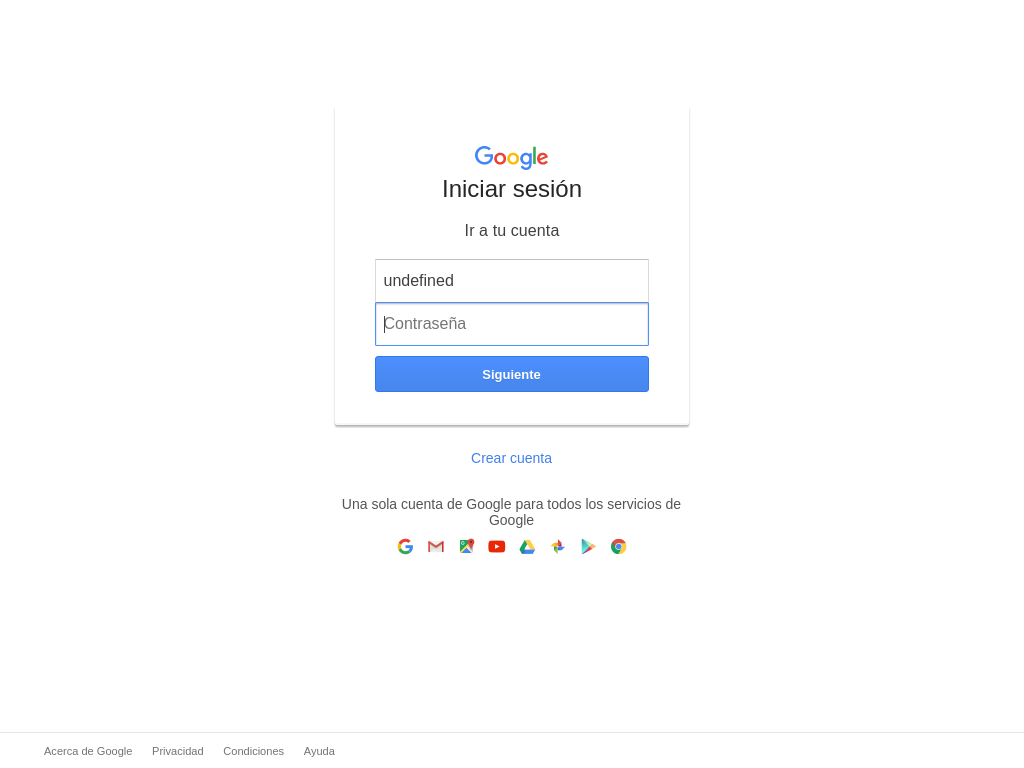 Google
Iniciar sesión
Ir a tu cuenta
undefined
Contraseña
Siguiente
Crear cuenta
Una sola cuenta de Google para todos los servicios de
Google
Acerca de Google Privacidad Condiciones Ayuda